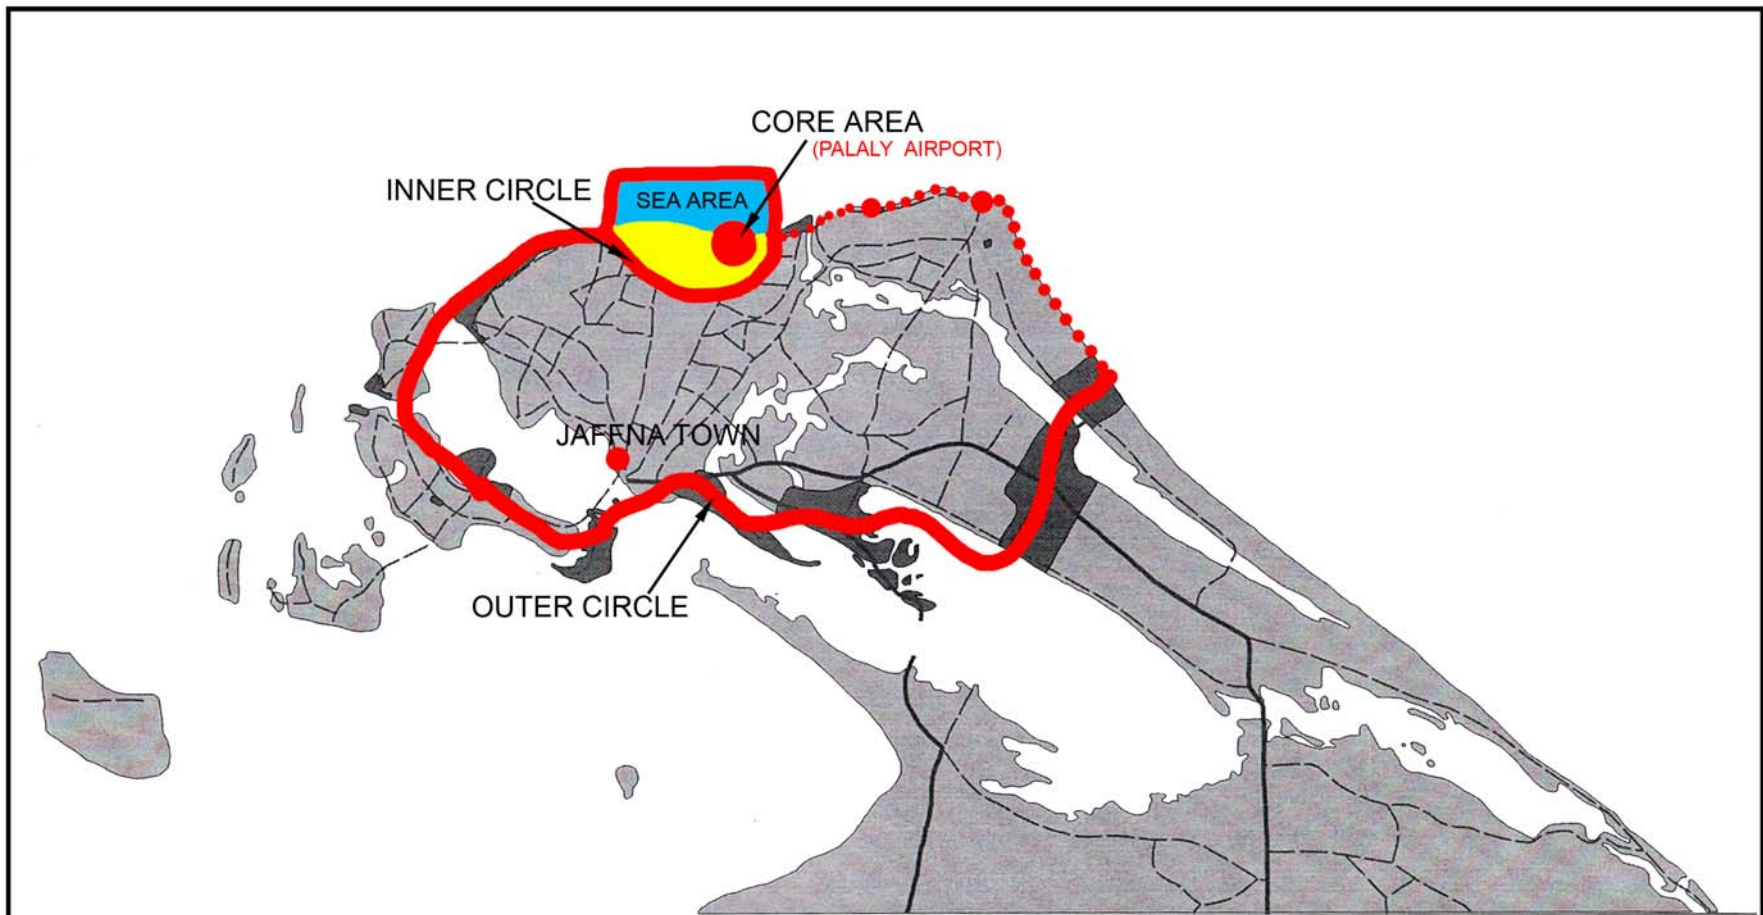 CORE AREA
(PALALY AIRPORT)
INNER CIRCLE
SEA AREA
JAFFNA TOWN
OUTER CIRCLE